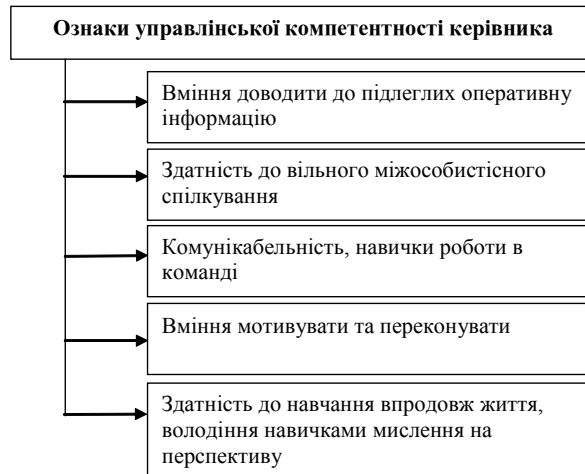 Ознаки управлінської компетентності керівника
Вміння доводити до підлеглих оперативну
інформацію
Здатність до вільного міжособистісного
спілкування
Комунікабельність, навички роботи в
команді
Вміння мотивувати та переконувати
Здатність до навчання впродовж життя,
володіння навичками мислення на
перспективу